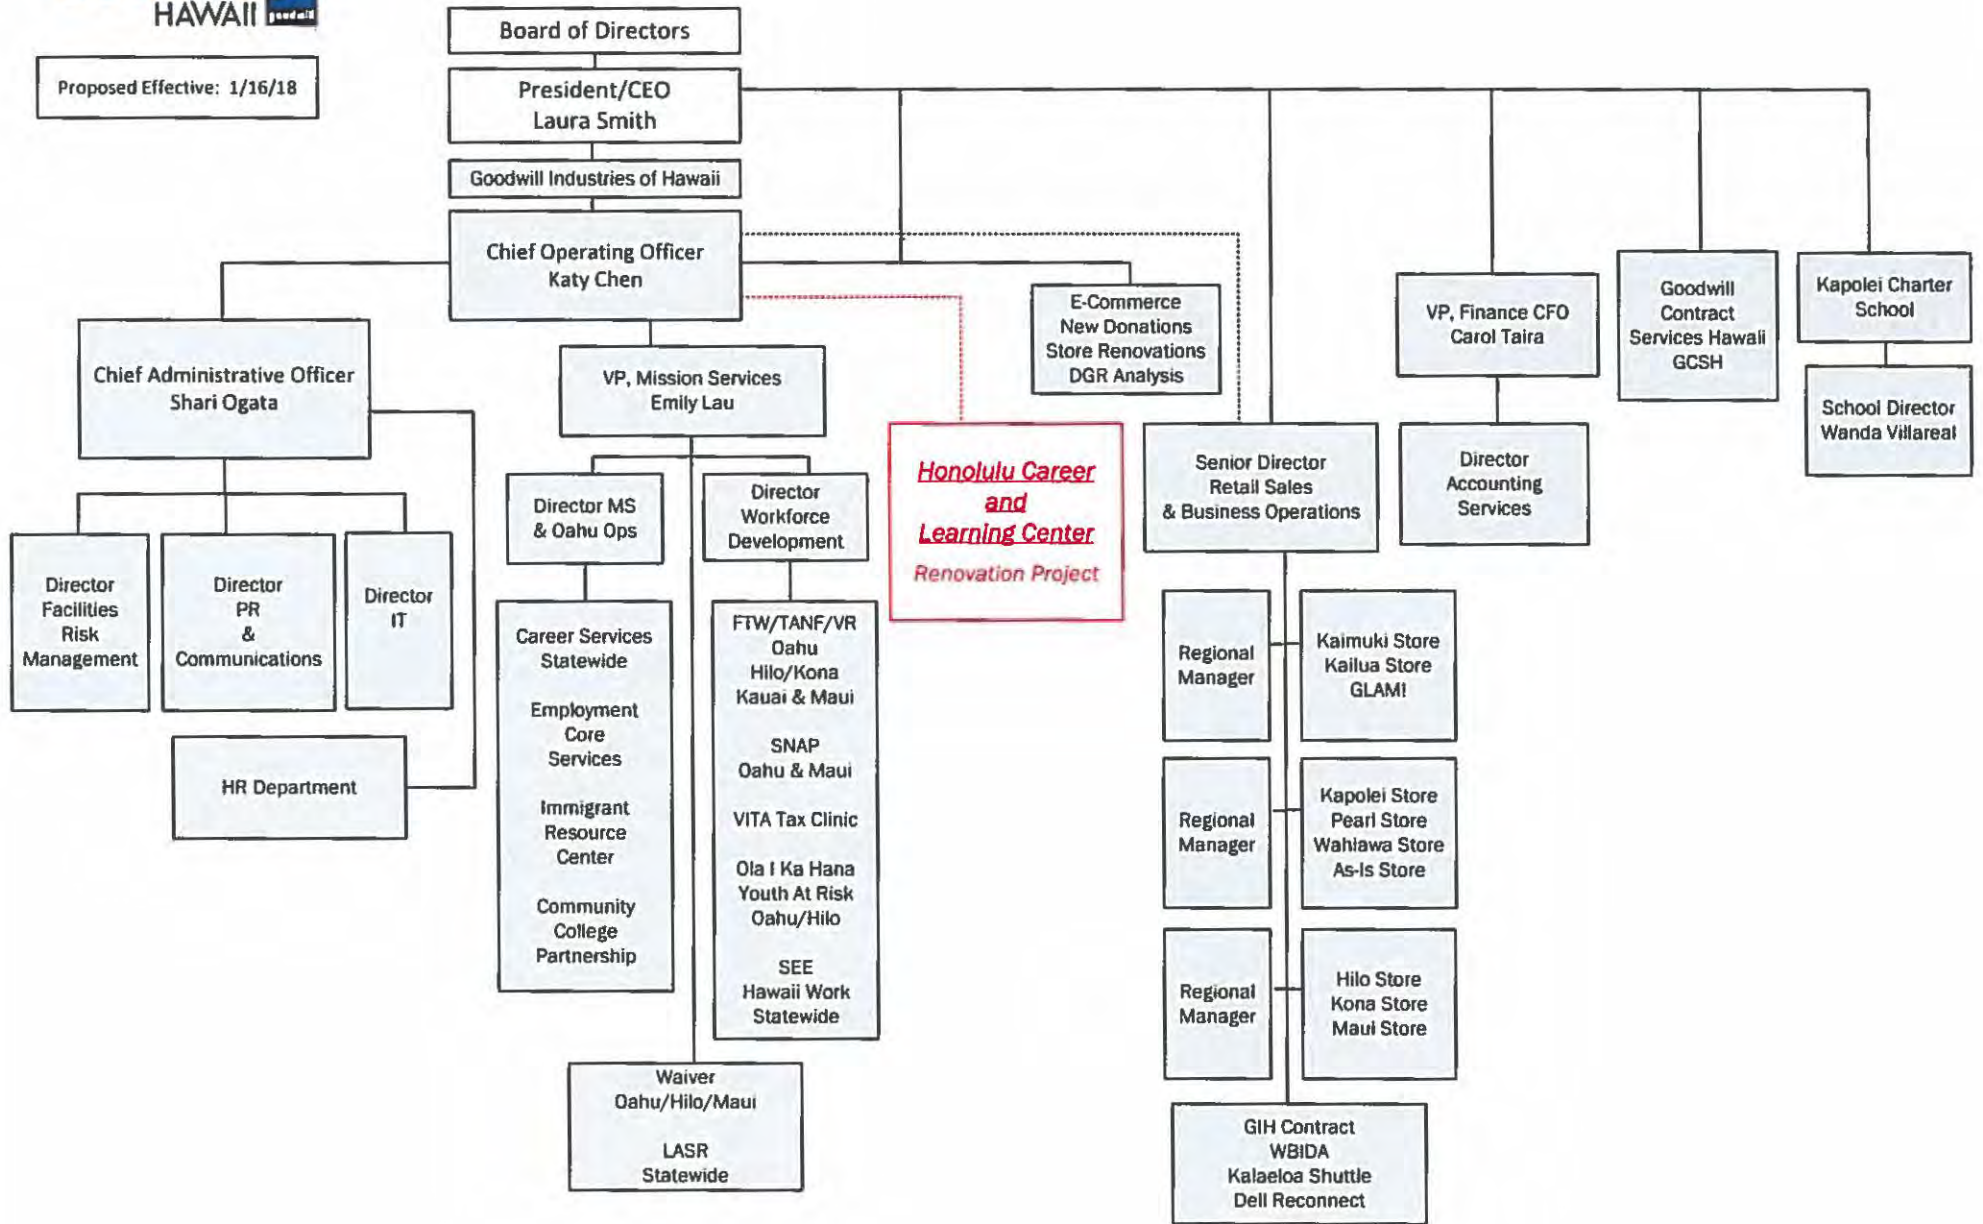 HAWAII
Proposed Effective: 1/16/18
Board of Directors
President/CEO
Laura Smith
Goodwill Industries of Hawaii
Chief Operating Officer
Katy Chen
Chief Administrative Officer
Shari Ogata
Director
Facilities
Risk
Management
Director
PR
&
Communications
Director
IT
HR Department
VP, Mission Services
Emily Lau
Director MS
& Oahu Ops
Career Services
Statewide
Employment
Core
Services
Immigrant
Resource
Center
Community
College
Partnership
Director
Workforce
Development
FTW/TANF/VR
Oahu
Hilo/Kona
Kauai & Maui
SNAP
Oahu & Maui
VITA Tax Clinic
Ola I Ka Hana
Youth At Risk
Oahu/Hilo
SEE
Hawaii Work
Statewide
Waiver
Oahu/Hilo/Maui
LASR
Statewide
Honolulu Career
and
Learning Center
Renovation Project
E-Commerce
New Donations
Store Renovations
DGR Analysis
Senior Director
Retail Sales
& Business Operations
Regional
Manager
Kaimuki Store
Kailua Store
GLAMI
Regional
Manager
Kapolei Store
Pearl Store
Wahiawa Store
As-Is Store
Regional
Manager
Hilo Store
Kona Store
Maui Store
GIH Contract
WBIDA
Kalaeloa Shuttle
Dell Reconnect
VP, Finance CFO
Carol Taira
Director
Accounting
Services
Goodwill
Contract
Services Hawaii
GCSH
Kapolei Charter
School
School Director
Wanda Villareal